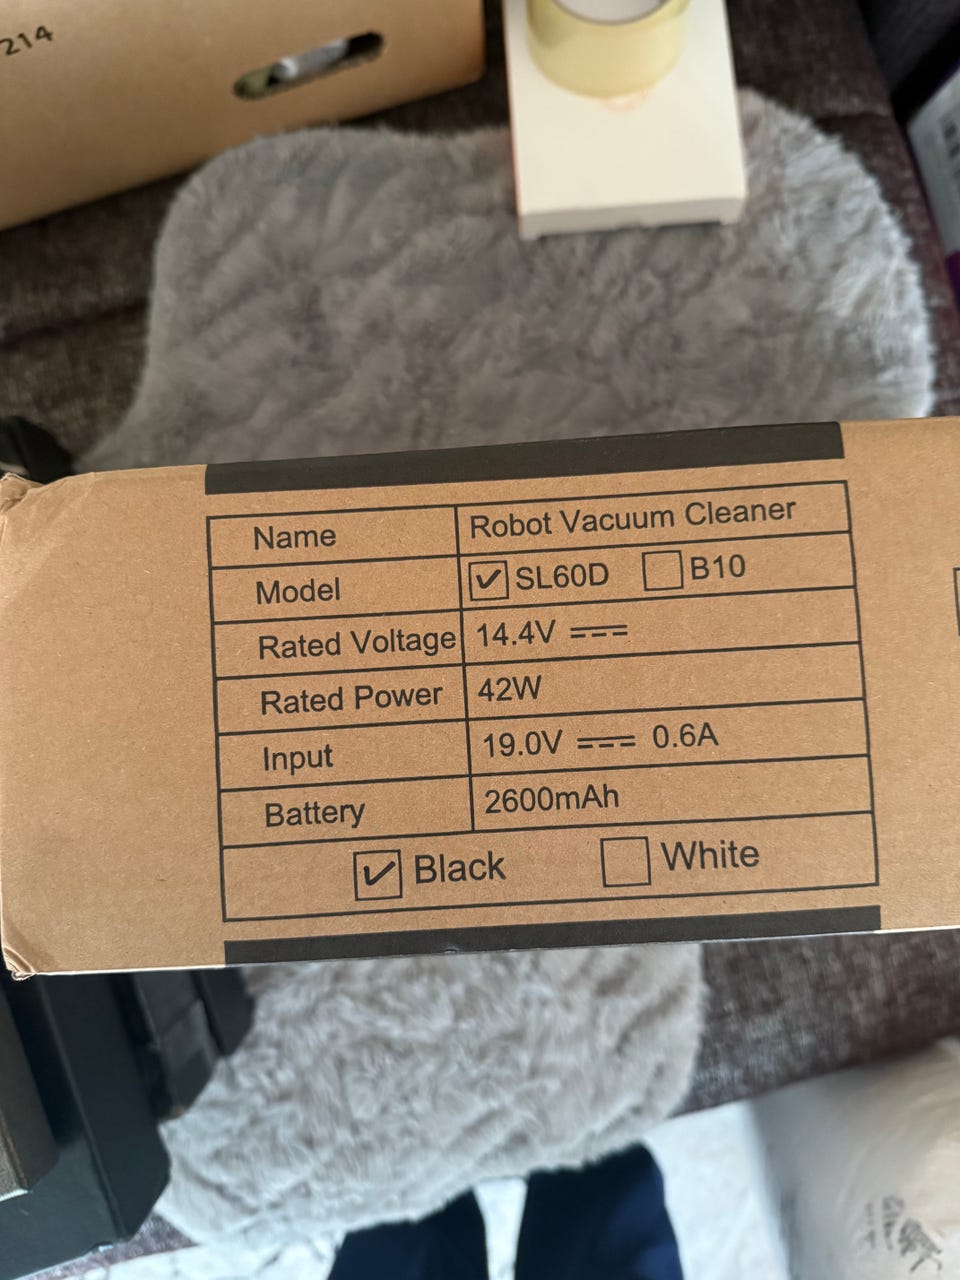 214
Name Robot Vacuum Cleaner
Model ☑ SL60D ☐ B10
Rated Voltage 14.4V ⎓
Rated Power 42W
Input 19.0V ⎓ 0.6A
Battery 2600mAh
☑ Black ☐ White